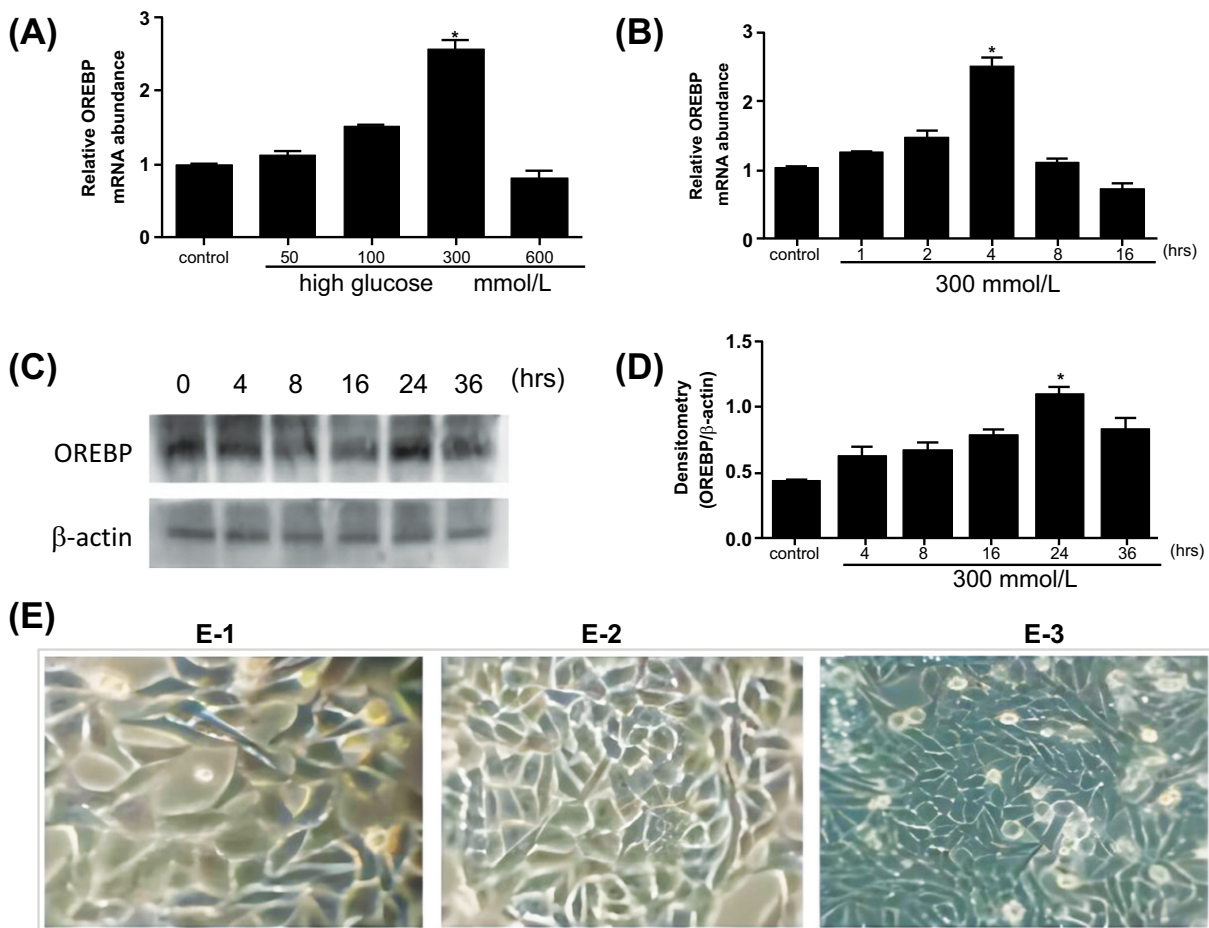 (A)
Relative OREBP
mRNA abundance
3
2
1
0
*
control 50 100 300 600
high glucose mmol/L
(B)
Relative OREBP
mRNA abundance
3
2
1
0
*
control 1 2 4 8 16 (hrs)
300 mmol/L
(C)
0 4 8 16 24 36 (hrs)
OREBP
β-actin
(D)
Densitometry
(OREBP/β-actin)
1.5
1.0
0.5
0.0
*
control 4 8 16 24 36 (hrs)
300 mmol/L
(E)
E-1 E-2 E-3